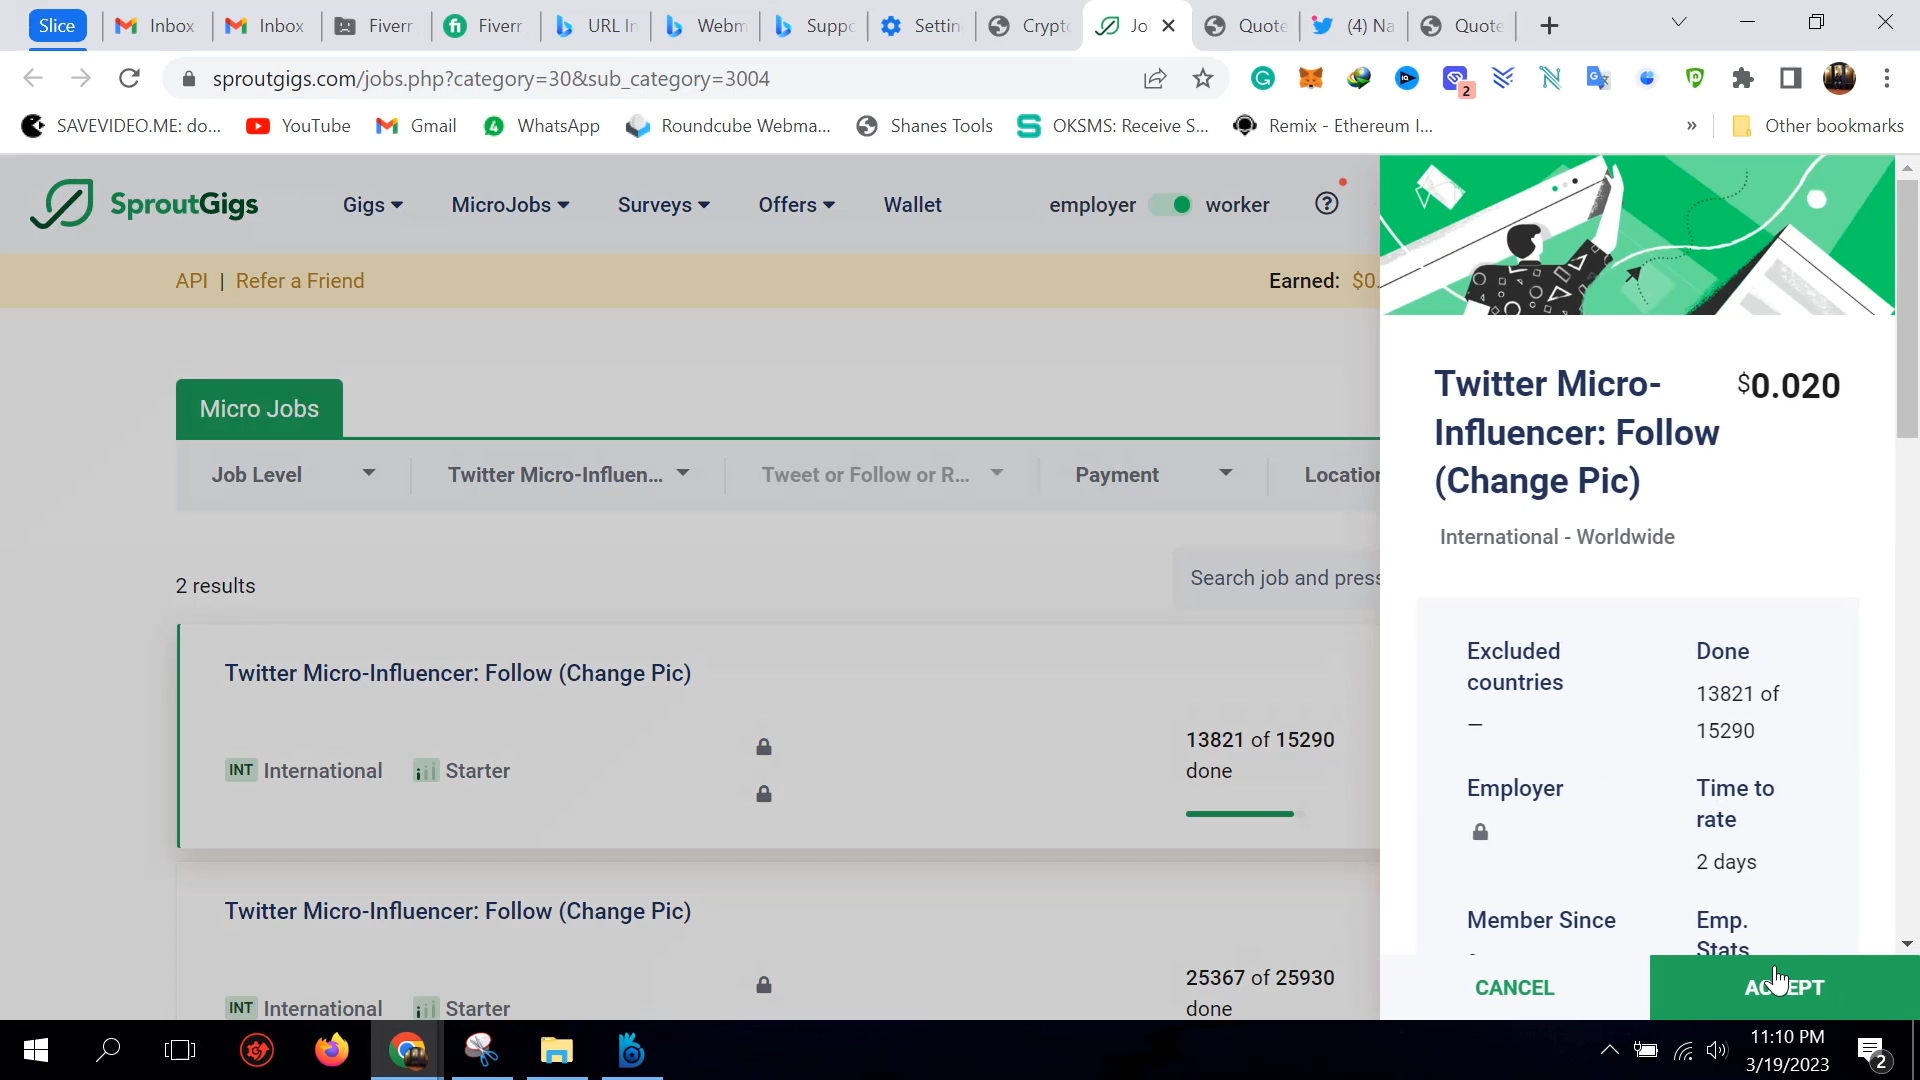 Slice
Inbox
Inbox
Fiverr
Fiverr
URL In
Webm
Suppo
Settin
Crypto
Jo
Quote
(4) Na
Quote
sproutgigs.com/jobs.php?category=30&sub_category=3004
2
SAVEVIDEO.ME: do...
YouTube
Gmail
WhatsApp
Roundcube Webma...
Shanes Tools
OKSMS: Receive S...
Remix - Ethereum I...
»
Other bookmarks
SproutGigs
Gigs
MicroJobs
Surveys
Offers
Wallet
employer
worker
API | Refer a Friend
Earned: $0.
Micro Jobs
Job Level
Twitter Micro-Influen...
Tweet or Follow or R...
Payment
Location
2 results
Search job and press
Twitter Micro-Influencer: Follow (Change Pic)
INT International
Starter
13821 of 15290
done
Twitter Micro-Influencer: Follow (Change Pic)
INT International
Starter
25367 of 25930
done
Twitter Micro-
Influencer: Follow
(Change Pic)
$0.020
International - Worldwide
Excluded
countries
–
Done
13821 of
15290
Employer
Time to
rate
2 days
Member Since
Emp.
Stats
CANCEL
ACCEPT
11:10 PM
3/19/2023
2